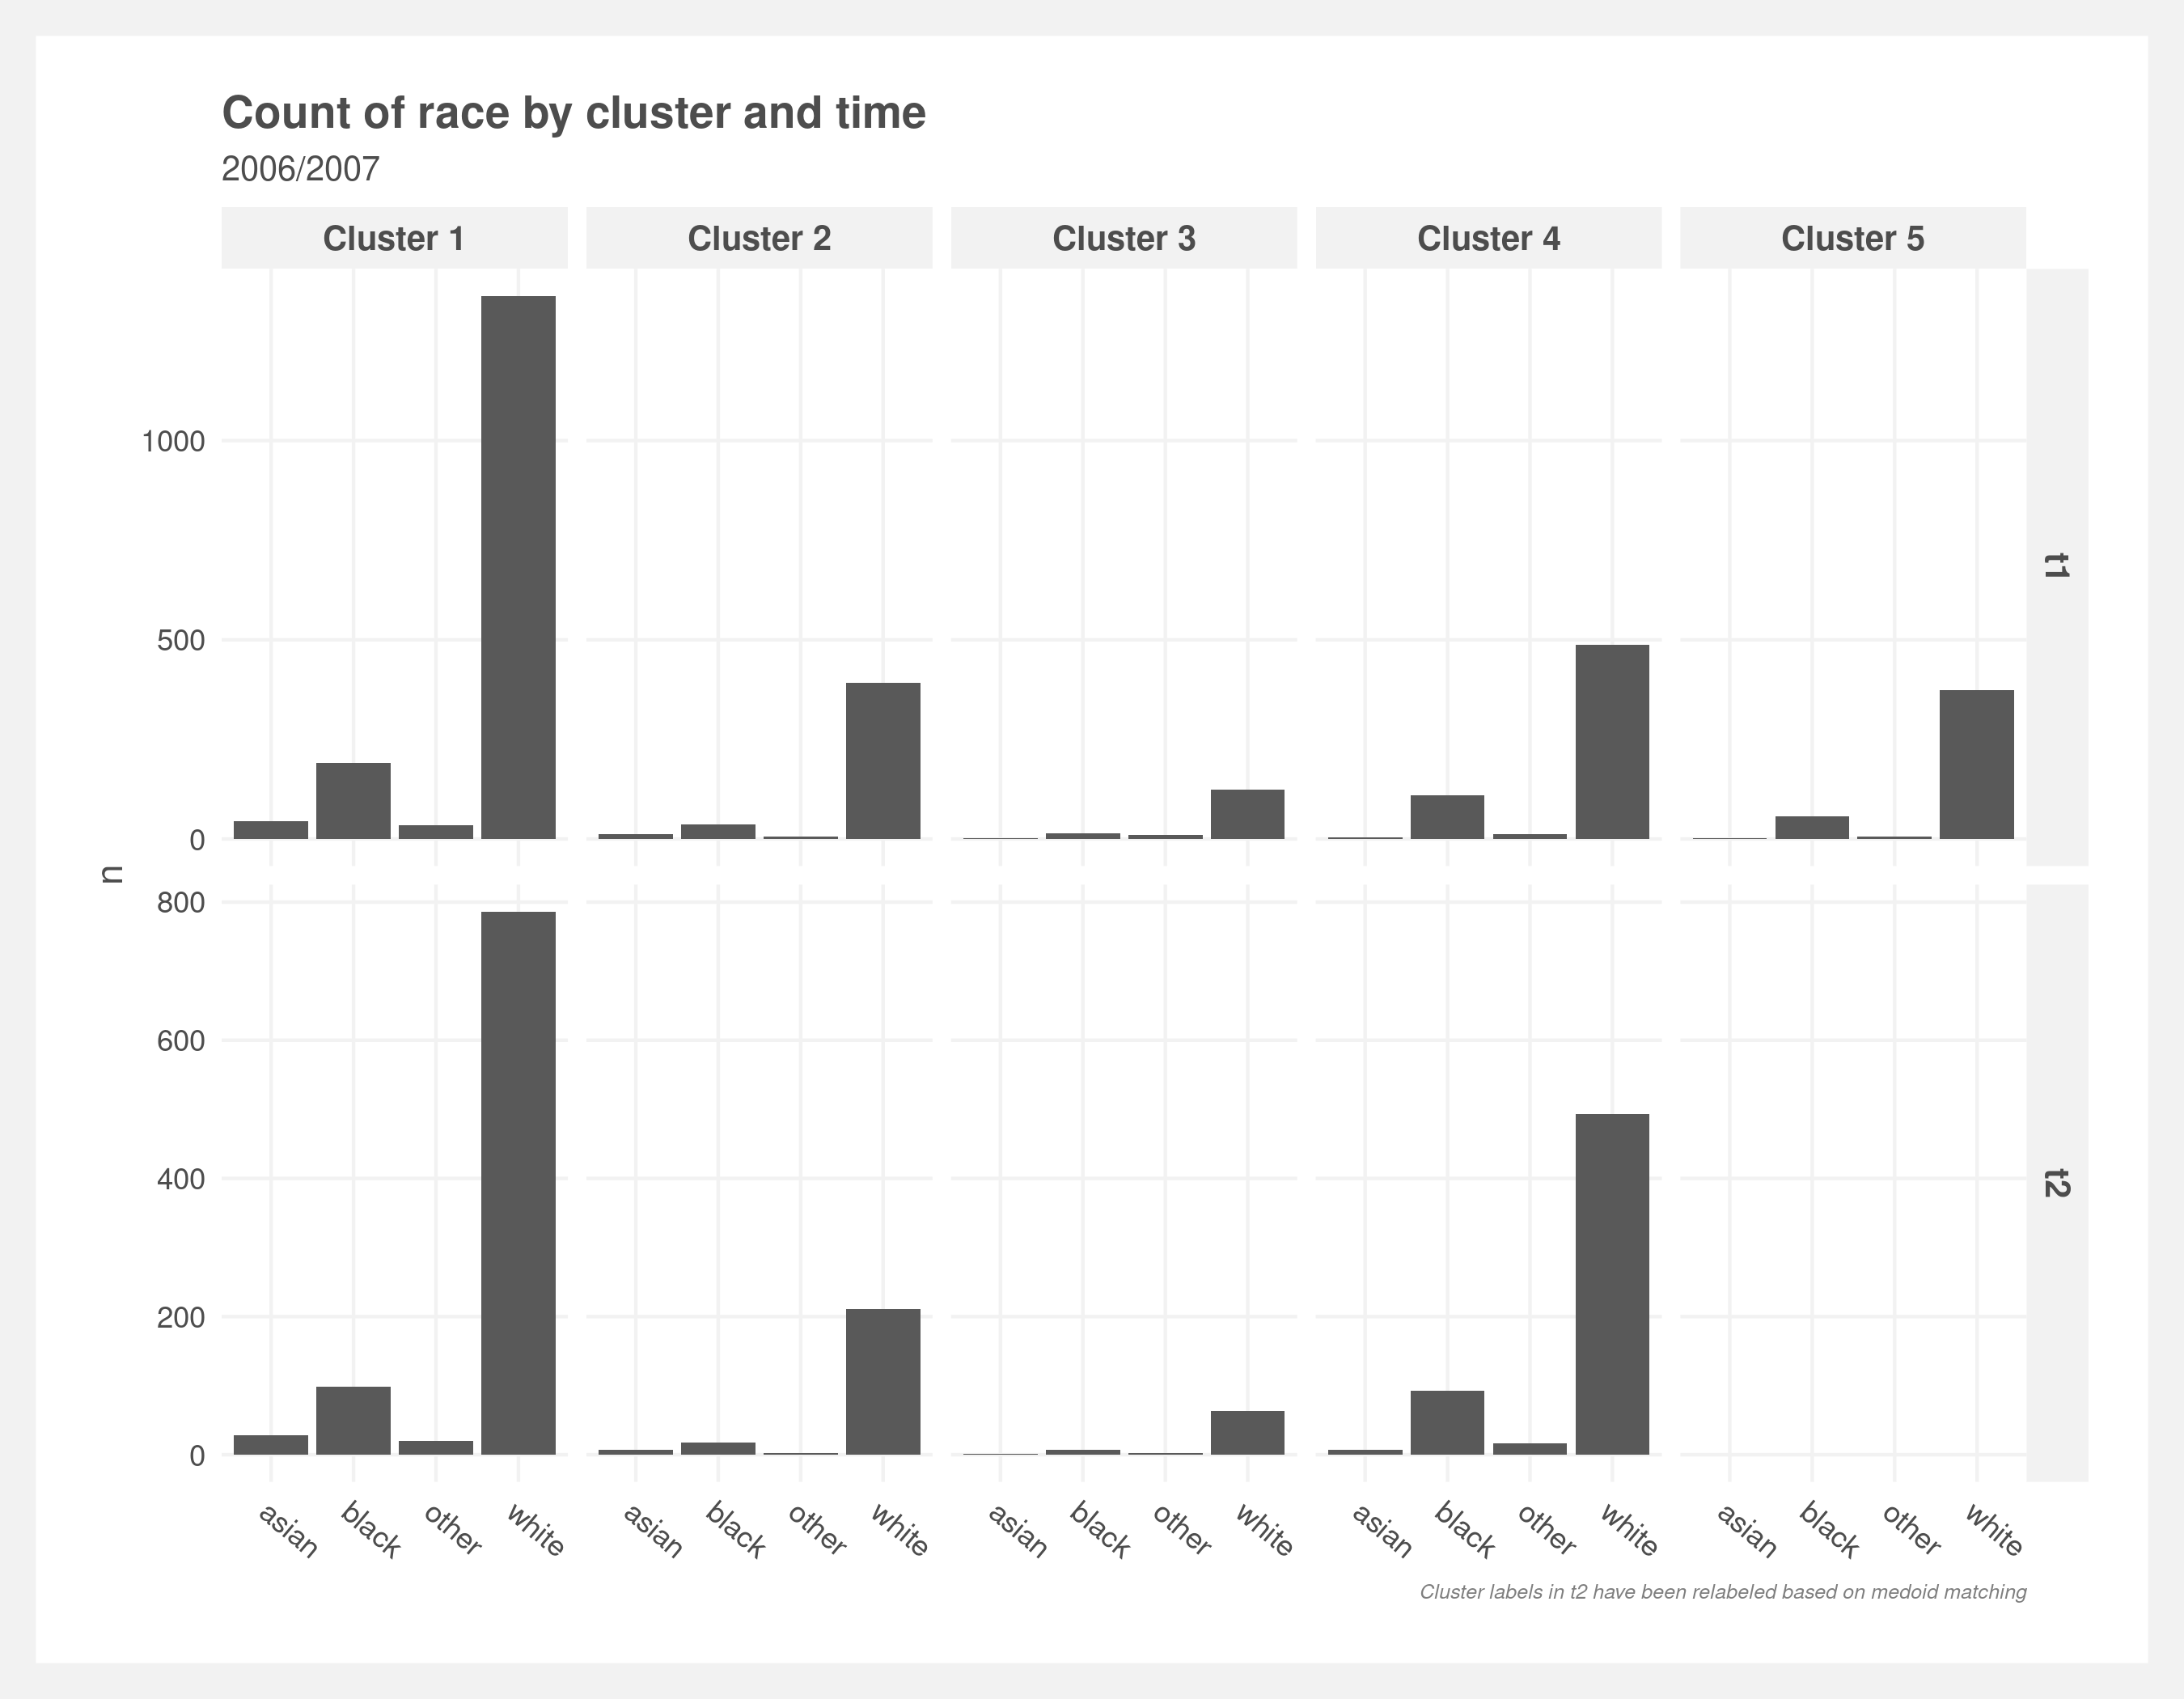 Count of race by cluster and time
2006/2007
Cluster 1 Cluster 2 Cluster 3 Cluster 4 Cluster 5
1000
500
0
t1
n
800
600
400
200
0
t2
asian black other white asian black other white asian black other white asian black other white asian black other white
Cluster labels in t2 have been relabeled based on medoid matching